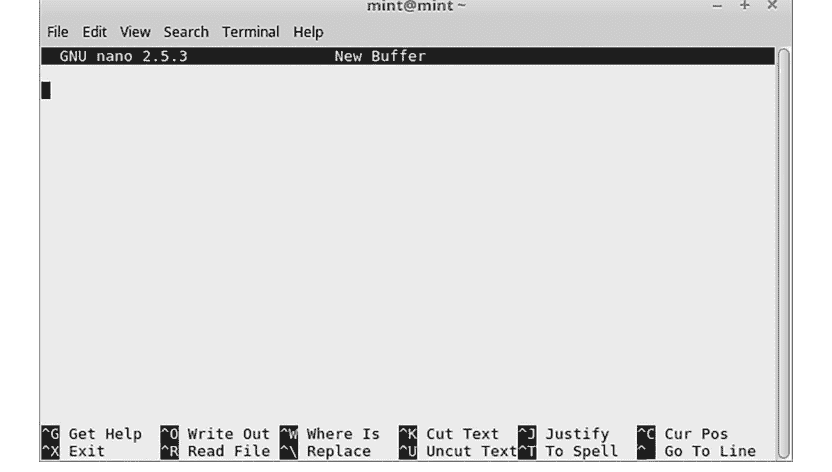 mint@mint ~
File Edit View Search Terminal Help
GNU nano 2.5.3 New Buffer
^G Get Help ^O Write Out ^W Where Is ^K Cut Text ^J Justify ^C Cur Pos
^X Exit ^R Read File ^\ Replace ^U Uncut Text ^T To Spell ^ Go To Line